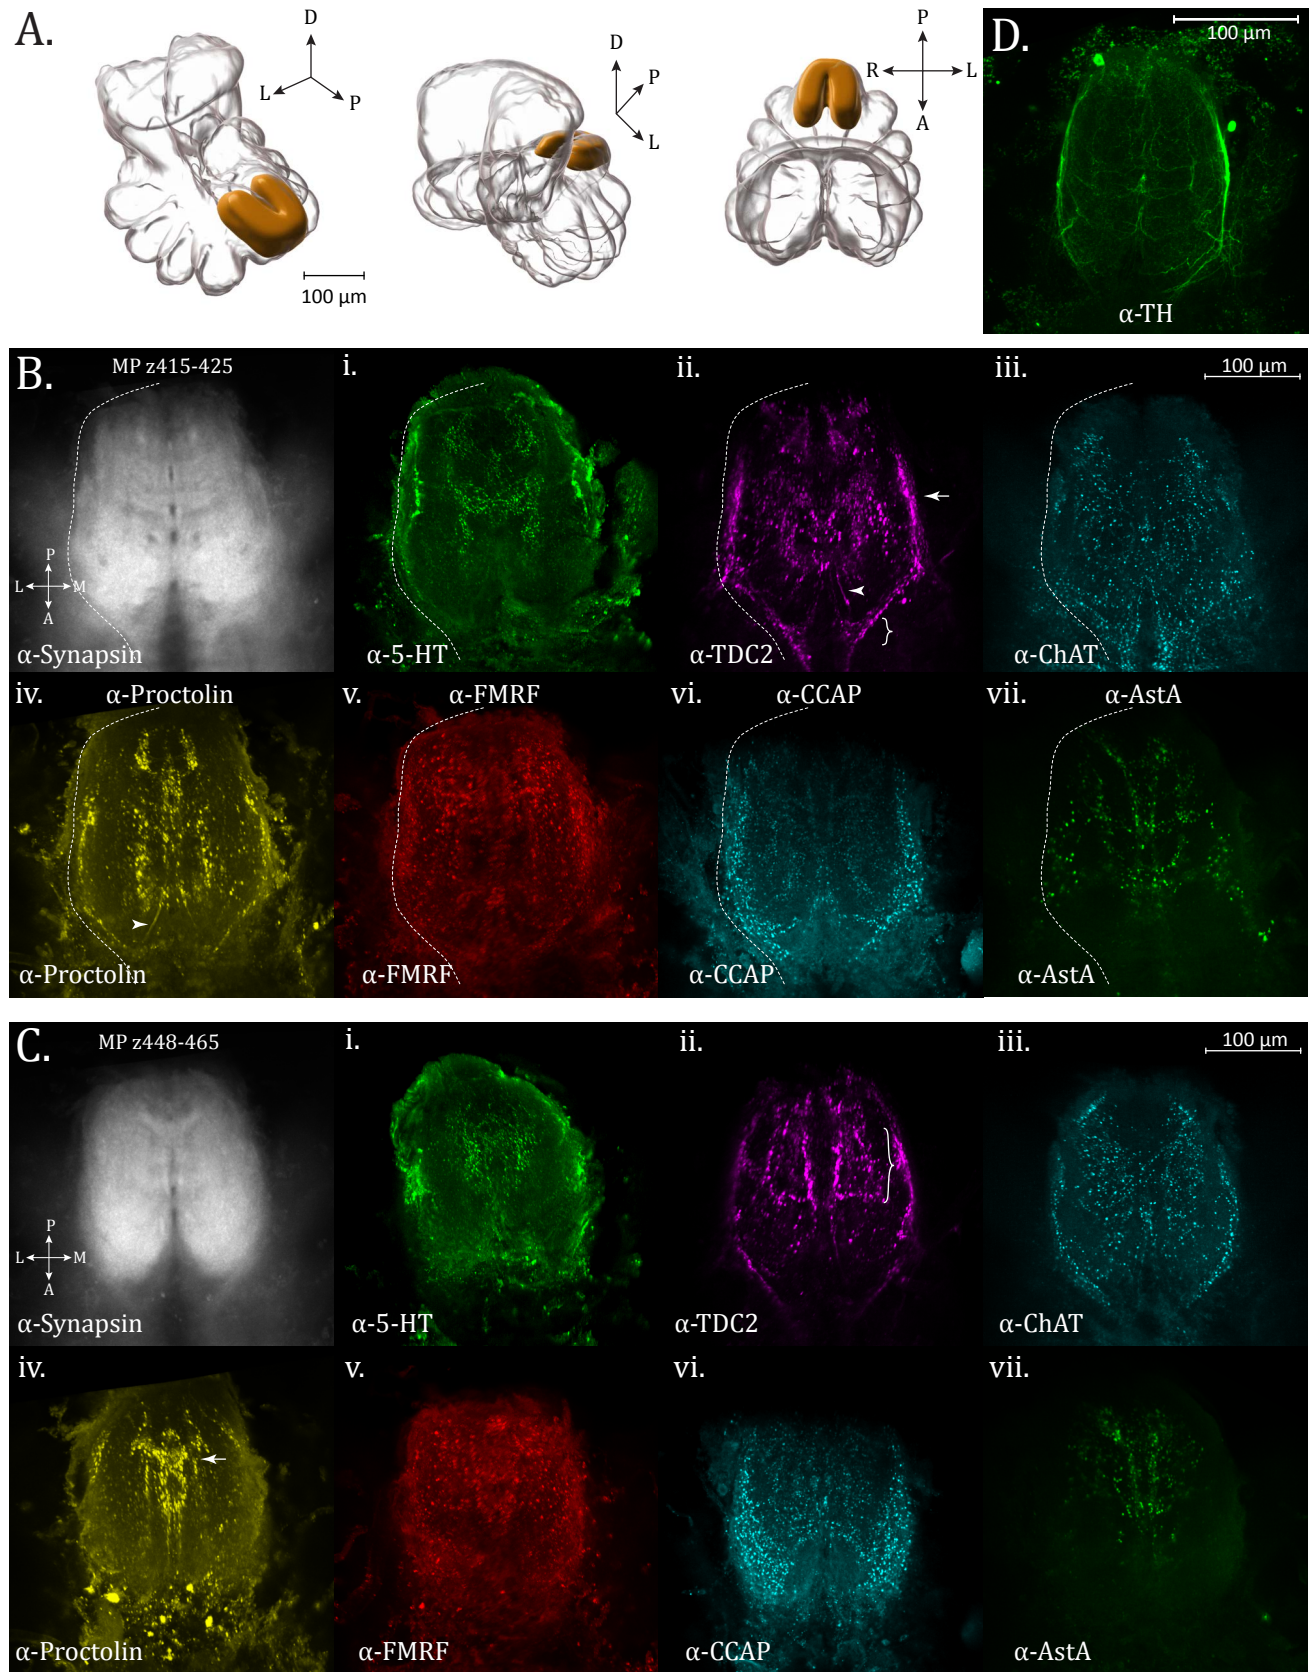 A.
D
L
P
100 µm
D
P
L
P
R
L
A
D.
100 µm
α-TH
B.
MP z415-425
P
L
M
A
α-Synapsin
i.
α-5-HT
ii.
α-TDC2
iii.
100 µm
α-ChAT
iv.
α-Proctolin
α-Proctolin
v.
α-FMRF
α-FMRF
vi.
α-CCAP
α-CCAP
vii.
α-AstA
α-AstA
C.
MP z448-465
P
L
M
A
α-Synapsin
i.
α-5-HT
ii.
α-TDC2
iii.
100 µm
α-ChAT
iv.
α-Proctolin
v.
α-FMRF
vi.
α-CCAP
vii.
α-AstA